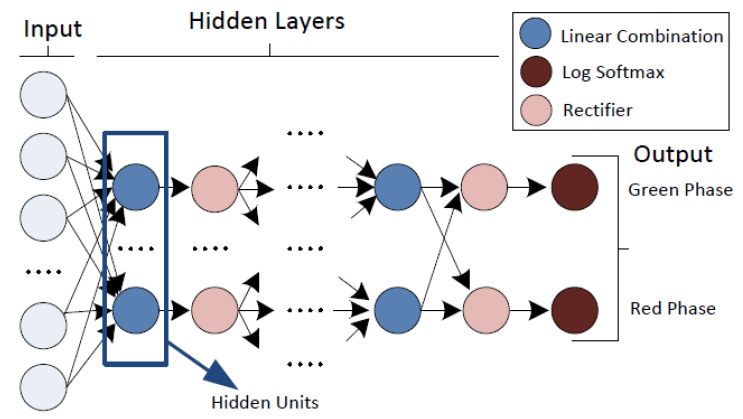 Input
Hidden Layers
Linear Combination
Log Softmax
Rectifier
Output
Green Phase
Red Phase
Hidden Units